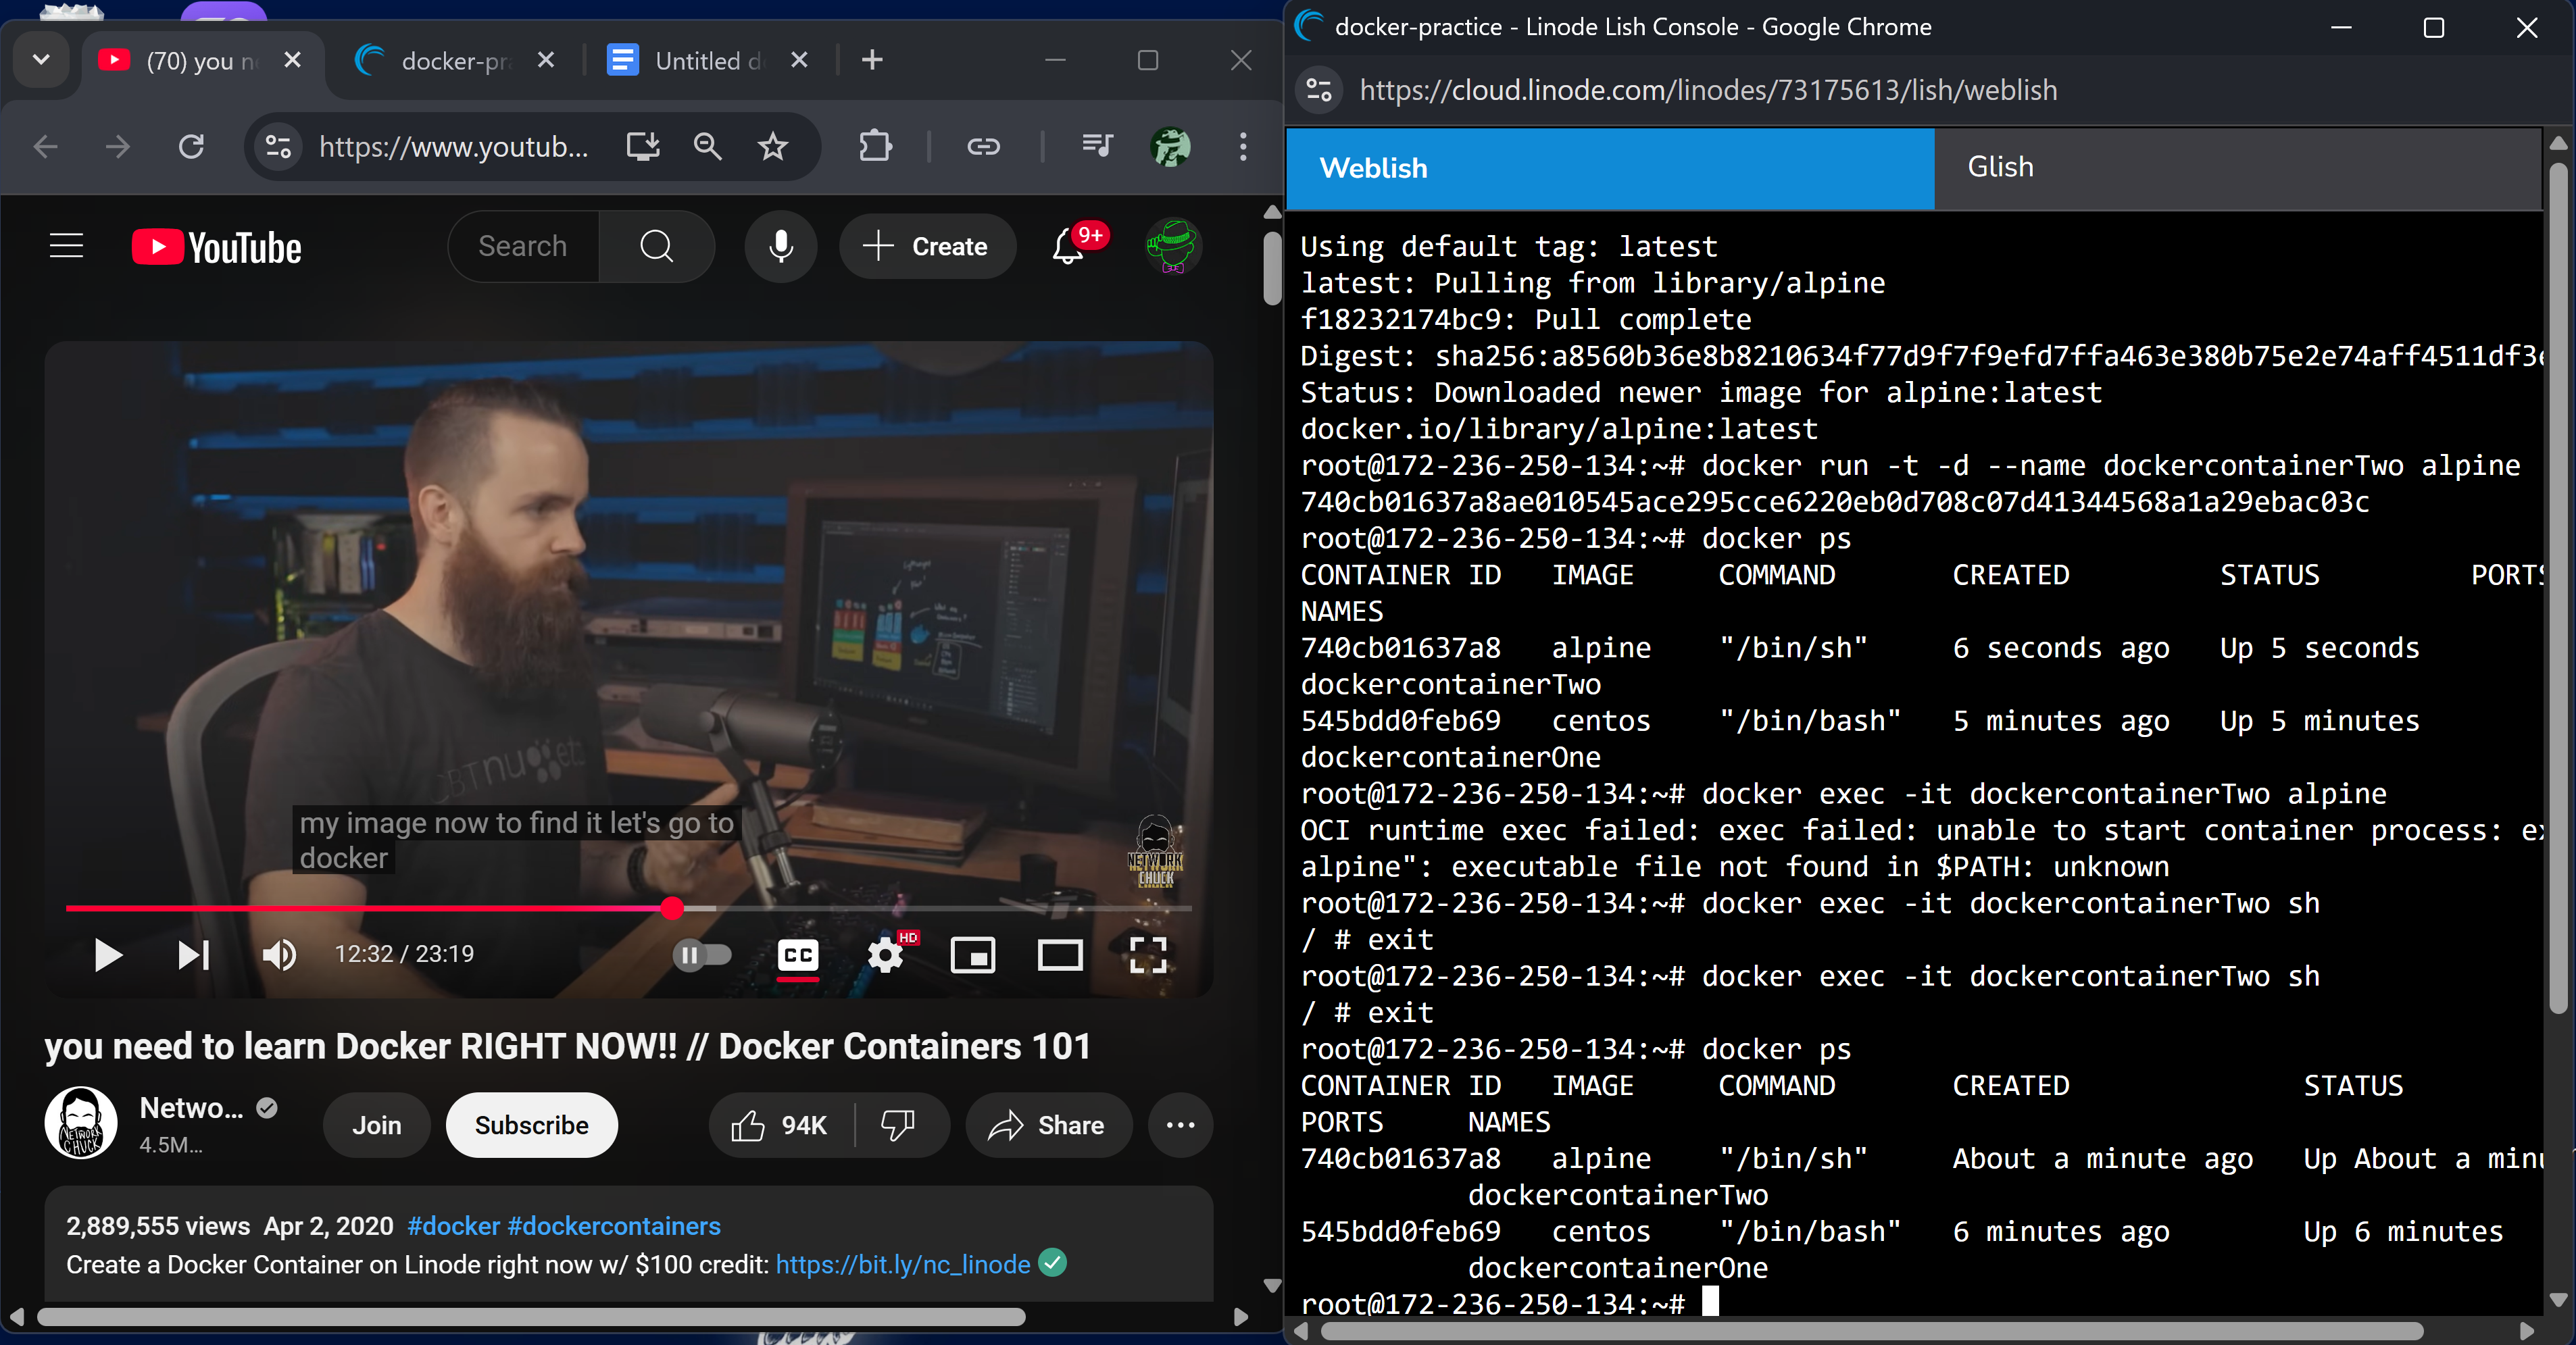 (70) you n
docker-pr
Untitled d
https://www.youtub...
YouTube
Search
Create
9+
CBTnuggets
my image now to find it let's go to
docker
NETWORK
CHUCK
12:32 / 23:19
CC
HD
you need to learn Docker RIGHT NOW!! // Docker Containers 101
NETWORK
CHUCK
Netwo...
4.5M...
Join
Subscribe
94K
Share
2,889,555 views Apr 2, 2020 #docker #dockercontainers
Create a Docker Container on Linode right now w/ $100 credit: https://bit.ly/nc_linode
docker-practice - Linode Lish Console - Google Chrome
https://cloud.linode.com/linodes/73175613/lish/weblish
Weblish
Glish
Using default tag: latest
latest: Pulling from library/alpine
f18232174bc9: Pull complete
Digest: sha256:a8560b36e8b8210634f77d9f7f9efd7ffa463e380b75e2e74aff4511df3e
Status: Downloaded newer image for alpine:latest
docker.io/library/alpine:latest
root@172-236-250-134:~# docker run -t -d --name dockercontainerTwo alpine
740cb01637a8ae010545ace295cce6220eb0d708c07d41344568a1a29ebac03c
root@172-236-250-134:~# docker ps
CONTAINER ID IMAGE COMMAND CREATED STATUS PORTS
NAMES
740cb01637a8 alpine "/bin/sh" 6 seconds ago Up 5 seconds
dockercontainerTwo
545bdd0feb69 centos "/bin/bash" 5 minutes ago Up 5 minutes
dockercontainerOne
root@172-236-250-134:~# docker exec -it dockercontainerTwo alpine
OCI runtime exec failed: exec failed: unable to start container process: ex
alpine": executable file not found in $PATH: unknown
root@172-236-250-134:~# docker exec -it dockercontainerTwo sh
/ # exit
root@172-236-250-134:~# docker exec -it dockercontainerTwo sh
/ # exit
root@172-236-250-134:~# docker ps
CONTAINER ID IMAGE COMMAND CREATED STATUS
PORTS NAMES
740cb01637a8 alpine "/bin/sh" About a minute ago Up About a minu
dockercontainerTwo
545bdd0feb69 centos "/bin/bash" 6 minutes ago Up 6 minutes
dockercontainerOne
root@172-236-250-134:~#